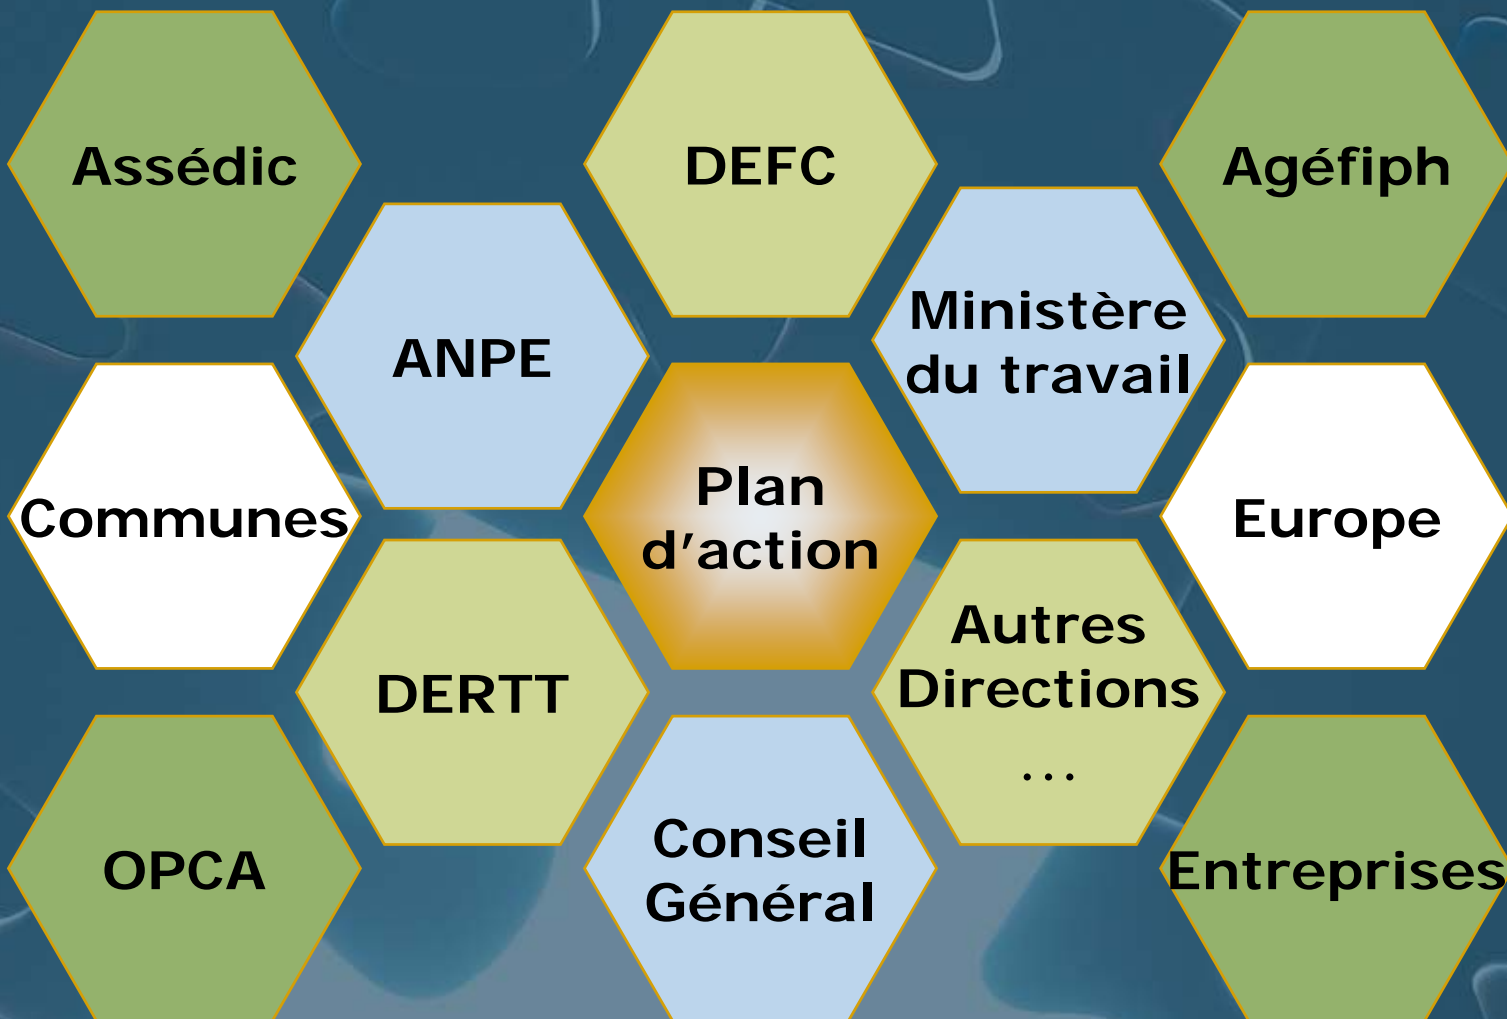 Assédic
DEFC
Agéfiph
ANPE
Ministère
du travail
Communes
Plan
d’action
Europe
DERTT
Autres
Directions
…
OPCA
Conseil
Général
Entreprises